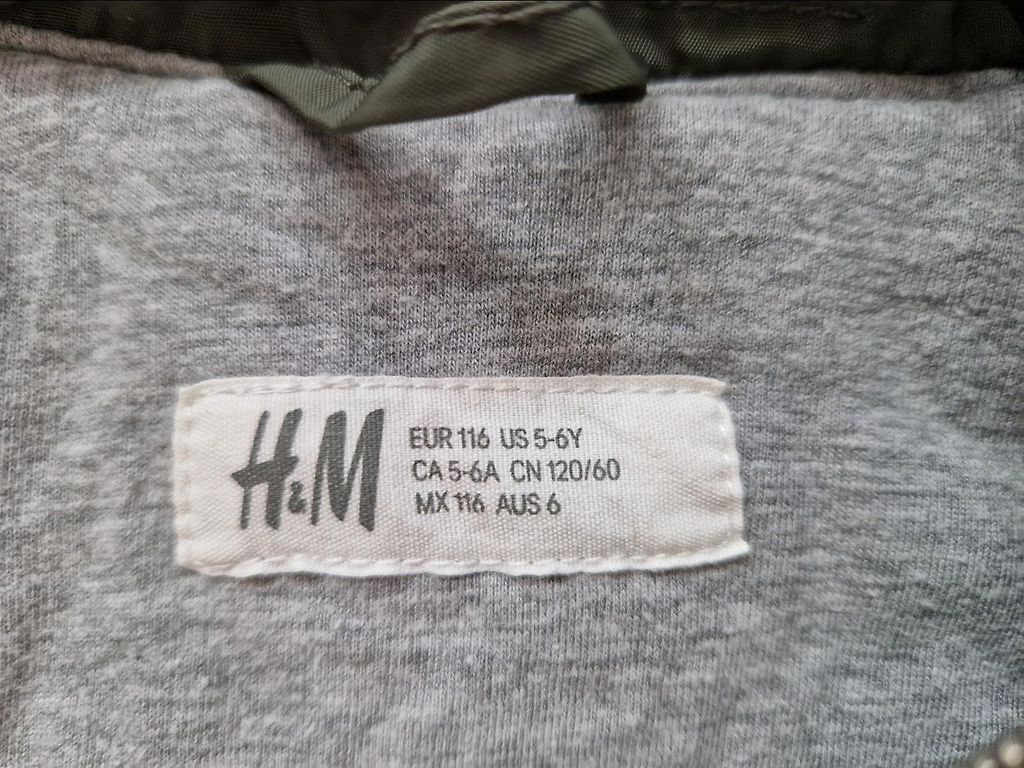 H&M
EUR 116 US 5-6Y
CA 5-6A CN 120/60
MX 116 AUS 6